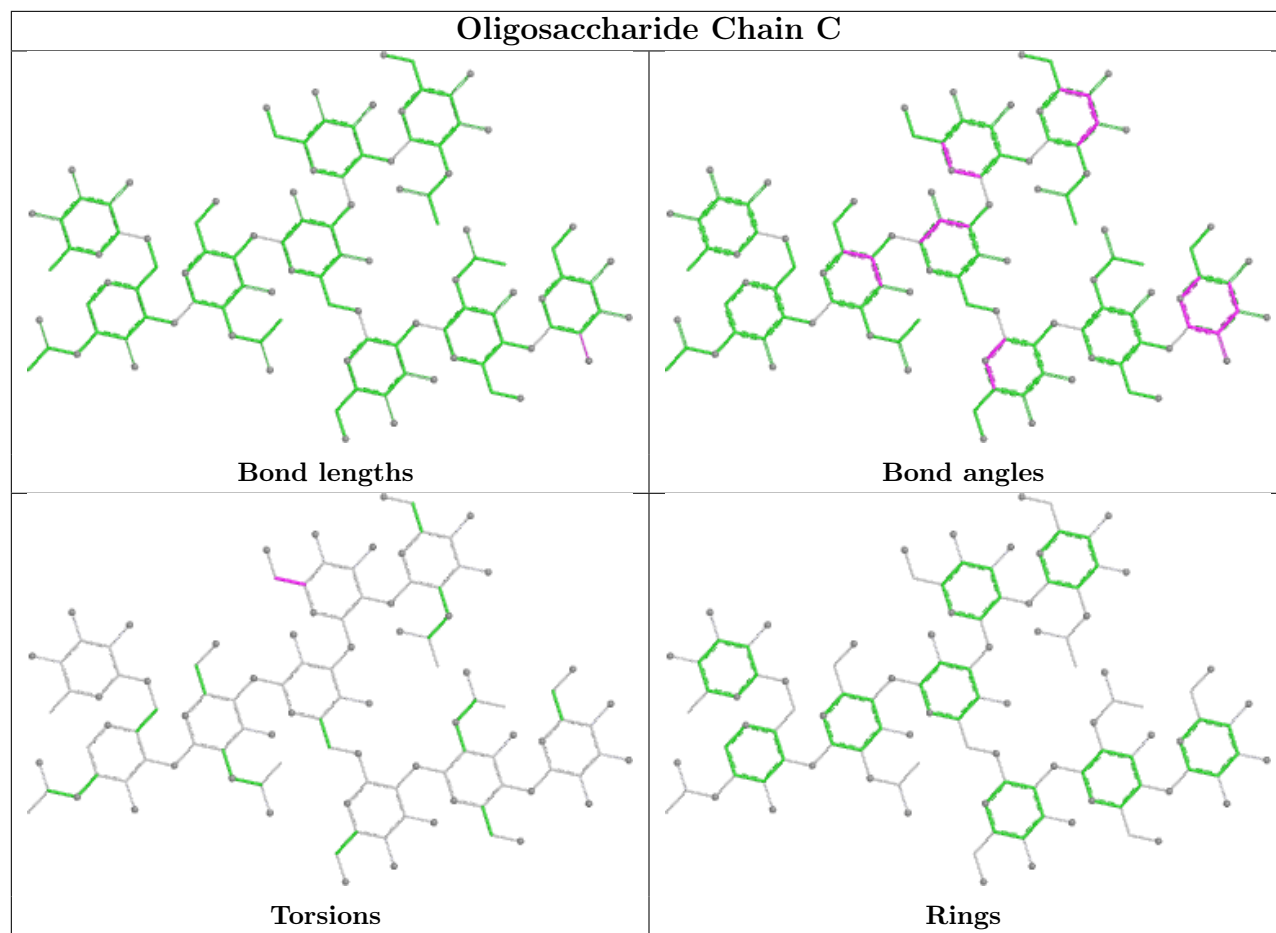 Oligosaccharide Chain C
Bond lengths
Bond angles
Torsions
Rings